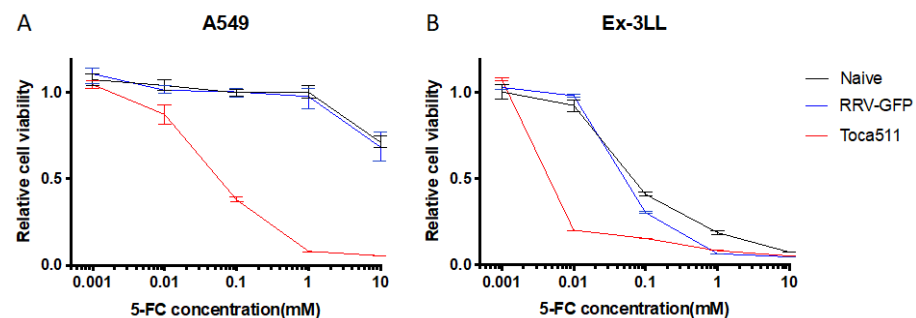 A
A549
Relative cell viability
1.0
0.5
0.0
0.001
0.01
0.1
1
10
5-FC concentration(mM)
B
Ex-3LL
Relative cell viability
1.0
0.5
0.0
0.001
0.01
0.1
1
10
5-FC concentration(mM)
Naive
RRV-GFP
Toca511